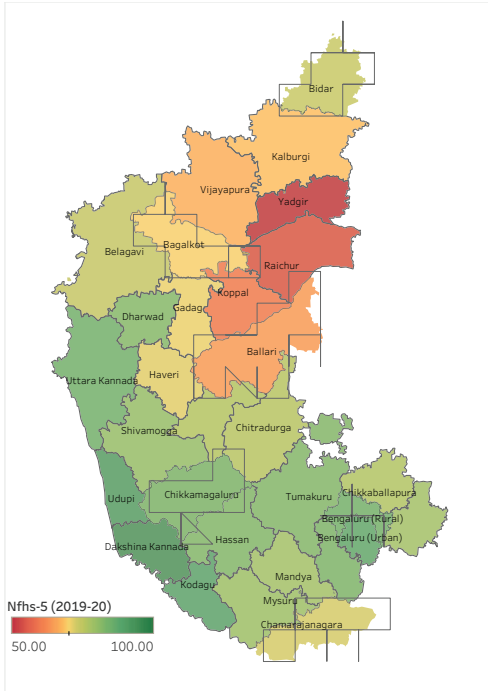 Bidar
Kalburgi
Vijayapura
Yadgir
Bagalkot
Belagavi
Raichur
Koppal
Gadag
Dharwad
Ballari
Haveri
Uttara Kannada
Chitradurga
Shivamogga
Chikkamagaluru
Tumakuru
Chikkaballapura
Udupi
Bengaluru (Rural)
Bengaluru (Urban)
Hassan
Dakshina Kannada
Mandya
Kodagu
Mysuru
Chamarajanagara
Nfhs-5 (2019-20)
50.00 100.00